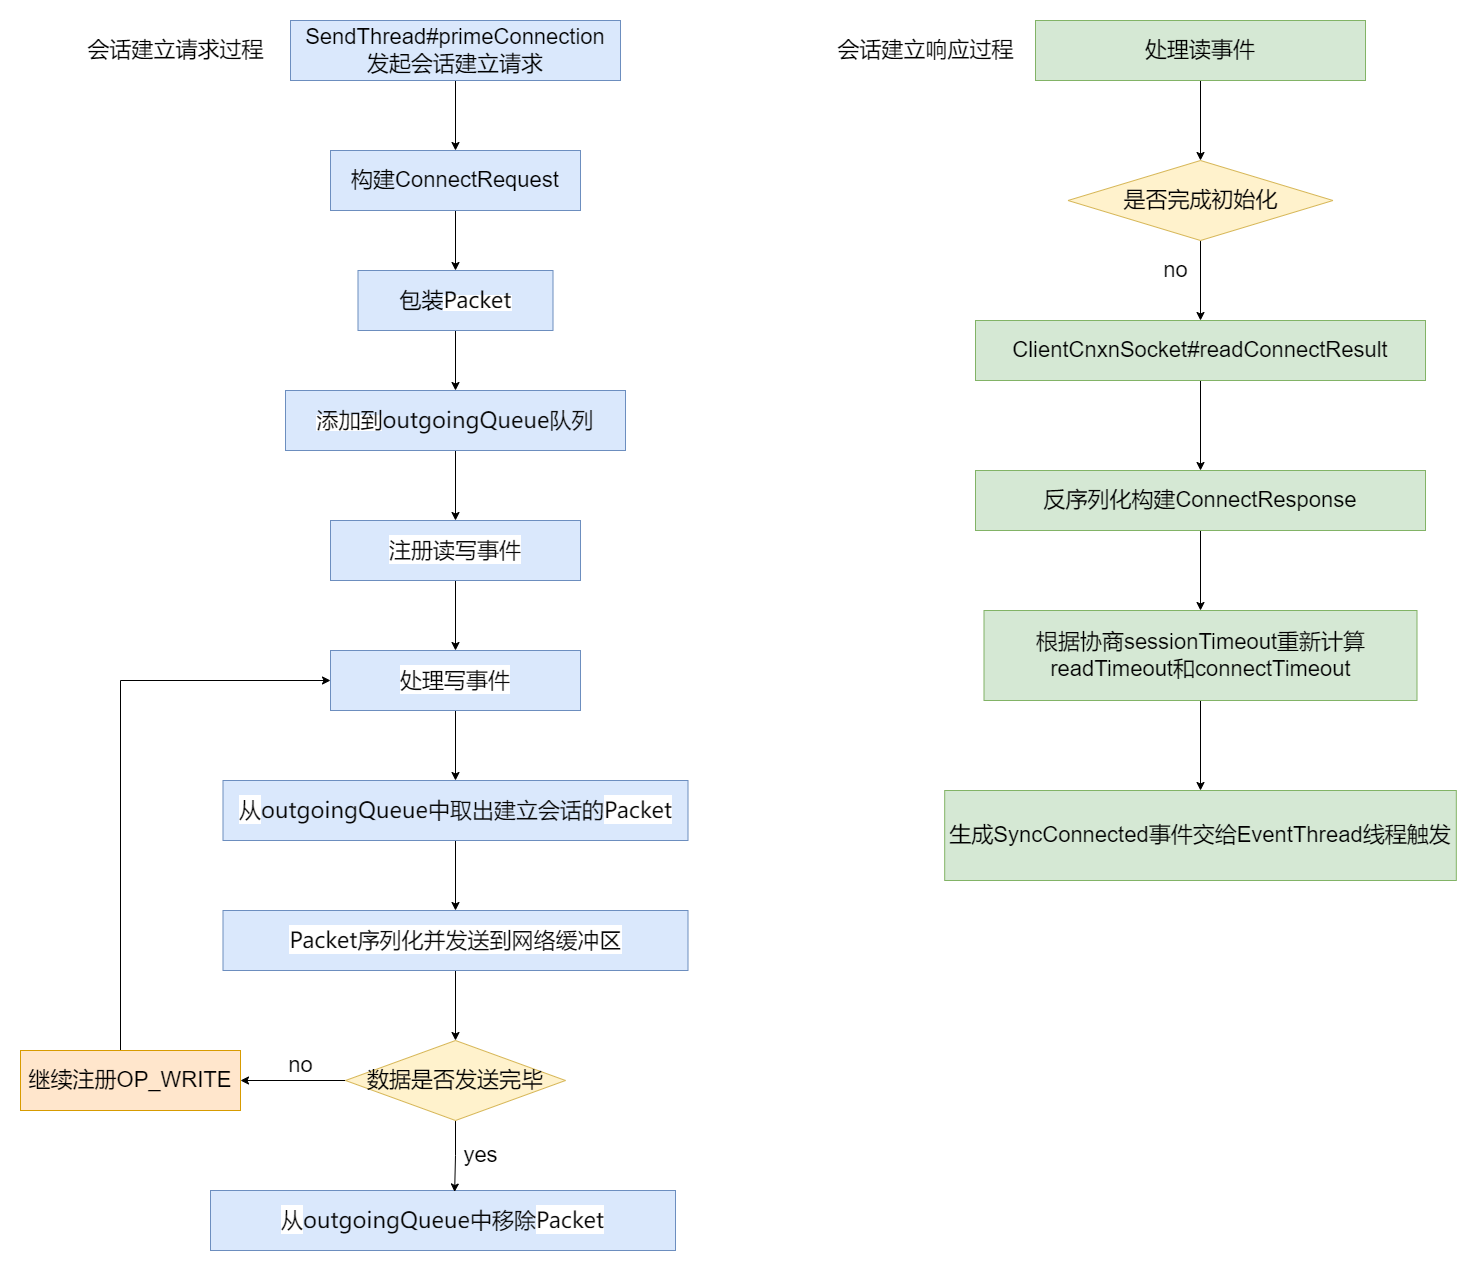 会话建立请求过程
SendThread#primeConnection
发起会话建立请求
构建ConnectRequest
包装Packet
添加到outgoingQueue队列
注册读写事件
处理写事件
从outgoingQueue中取出建立会话的Packet
Packet序列化并发送到网络缓冲区
数据是否发送完毕
no
继续注册OP_WRITE
yes
从outgoingQueue中移除Packet
会话建立响应过程
处理读事件
是否完成初始化
no
ClientCnxnSocket#readConnectResult
反序列化构建ConnectResponse
根据协商sessionTimeout重新计算
readTimeout和connectTimeout
生成SyncConnected事件交给EventThread线程触发